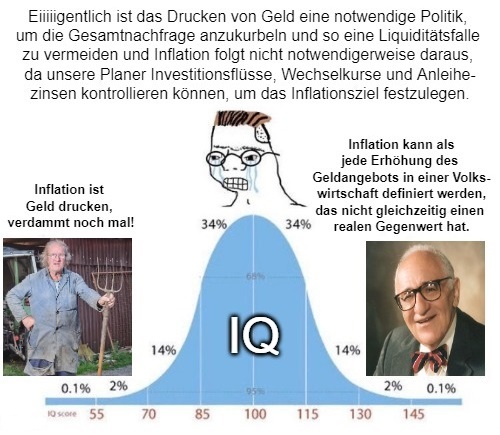 Eiiiiigentlich ist das Drucken von Geld eine notwendige Politik,
um die Gesamtnachfrage anzukurbeln und so eine Liquiditätsfalle
zu vermeiden und Inflation folgt nicht notwendigerweise daraus,
da unsere Planer Investitionsflüsse, Wechselkurse und Anleihe-
zinsen kontrollieren können, um das Inflationsziel festzulegen.
Inflation ist
Geld drucken,
verdammt noch mal!
Inflation kann als
jede Erhöhung des
Geldangebots in einer Volks-
wirtschaft definiert werden,
das nicht gleichzeitig einen
realen Gegenwert hat.
34% 34%
68%
IQ
14% 14%
95%
0.1% 2% 2% 0.1%
IQ score 55 70 85 100 115 130 145